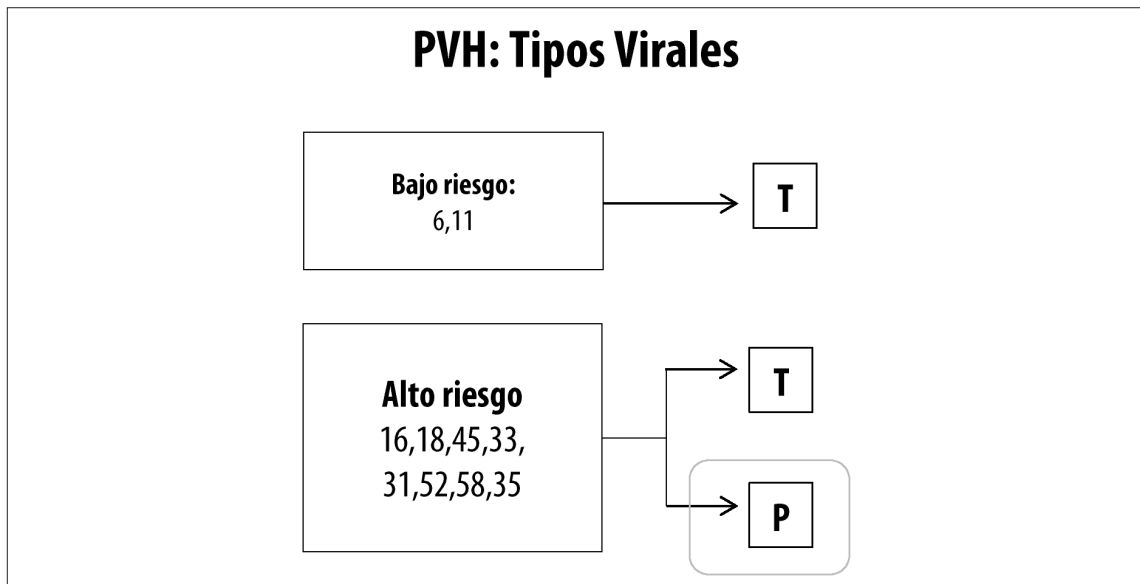 PVH: Tipos Virales
Bajo riesgo:
6,11
T
Alto riesgo
16,18,45,33,
31,52,58,35
T
P